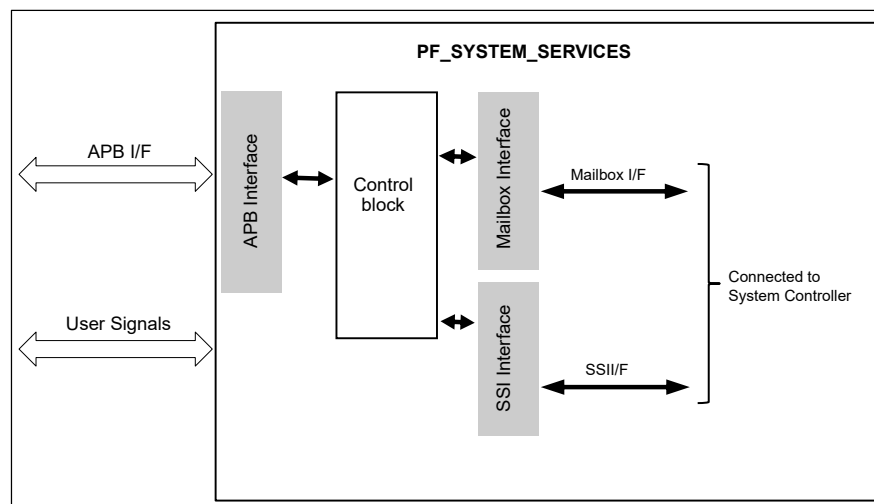 PF_SYSTEM_SERVICES
APB I/F
User Signals
APB Interface
Control
block
Mailbox Interface
SSI Interface
Mailbox I/F
SSII/F
Connected to
System Controller